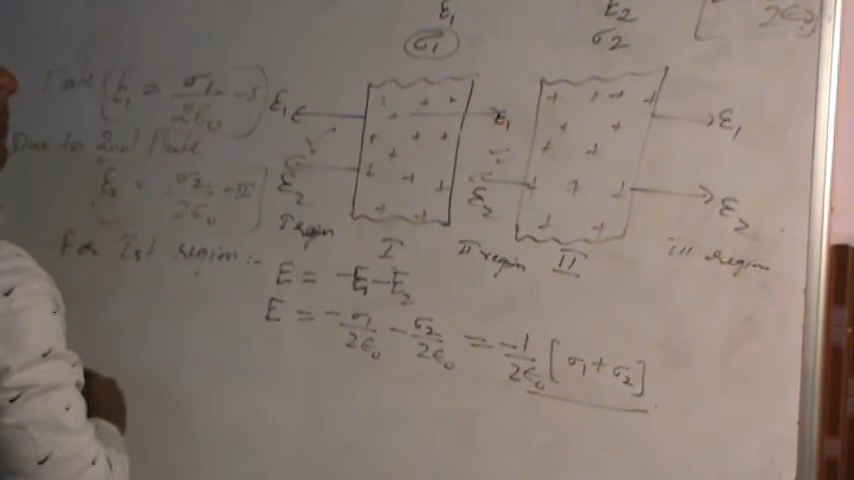 E₁ E₂
σ₁ σ₂ [ 2ε₀
Plate [E₁ = σ₁/2ε₀ - I]
Due to 2nd Plate
E₂ = σ₂/2ε₀ - II]
E₁ E₁ E₁
E₂ E₂ E₂
I region II region III region
I II
For Ist region:-
E = -E₁-E₂
E = -σ₁/2ε₀ - σ₂/2ε₀ = -1/2ε₀ [σ₁+σ₂]